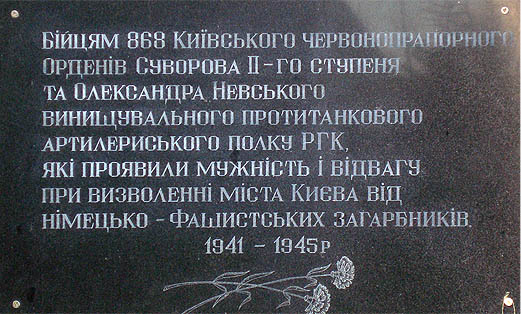 Бійцям 868 Київського червонопрапорного
орденів Суворова II-го ступеня
та Олександра Невського
винищувального протитанкового
артилериського полку РГК,
які проявили мужність і відвагу
при визволенні міста Києва від
німецько - фашистських загарбників.
1941 - 1945р